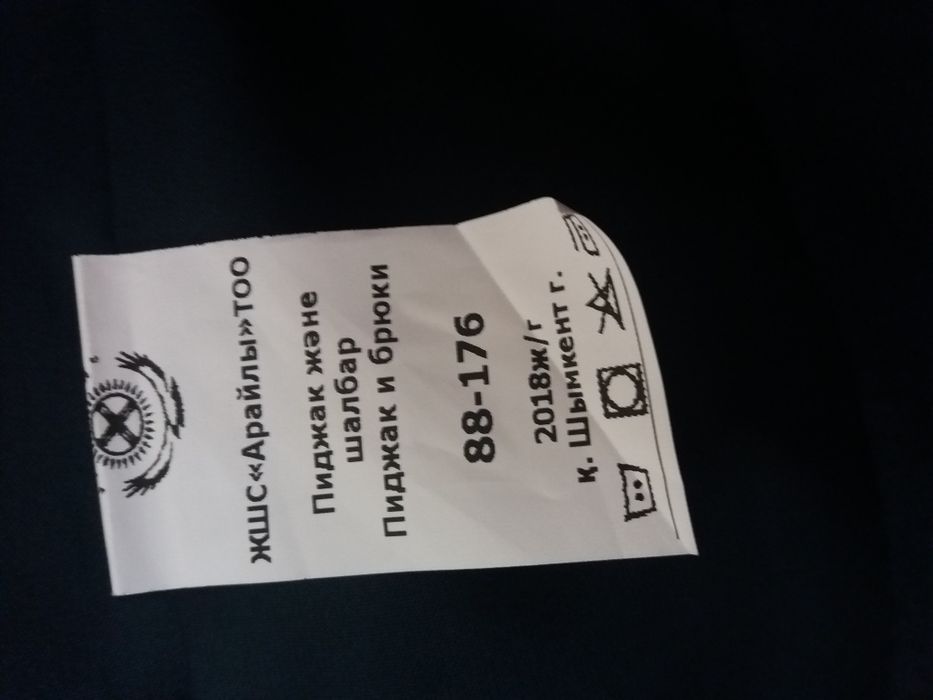 ЖШС«Арайлы»ТОО
Пиджак және
шалбар
Пиджак и брюки
88-176
2018ж/г
қ. Шымкент г.